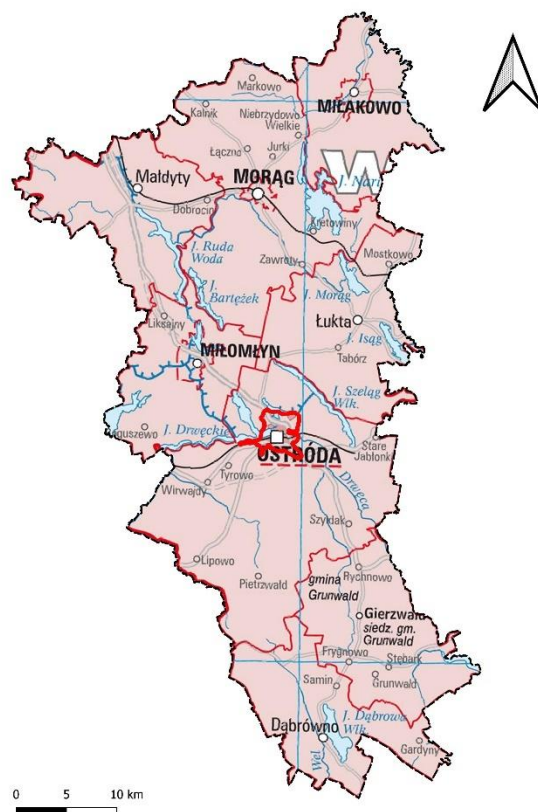 Markowo
MIŁAKOWO
Kalnik
Niebrzydowo
Wielkie
Jurki
Łączno
W
Małdyty
MORĄG
J. Nari
Dobrocin
Kretowiny
J. Ruda
Woda
Zawroty
Mostkowo
J.
Bartężek
J. Morąg
Liksajny
Łukta
J. Isąg
MIŁOMŁYN
Tabórz
J. Szeląg
Wlk.
J. Drwęckie
OSTRÓDA
Stare
Jabłonki
Tyrowo
Wirwajdy
Drwęca
Szyldak
Lipowo
Rychnowo
gmina
Grunwald
Pietrzwałd
Gierzwałd
siedz. gm.
Grunwald
Frygnowo
Stębark
Samin
Grunwald
J. Dąbrowa
Wlk.
Dąbrówno
Gardyny
Wel
0 5 10 km